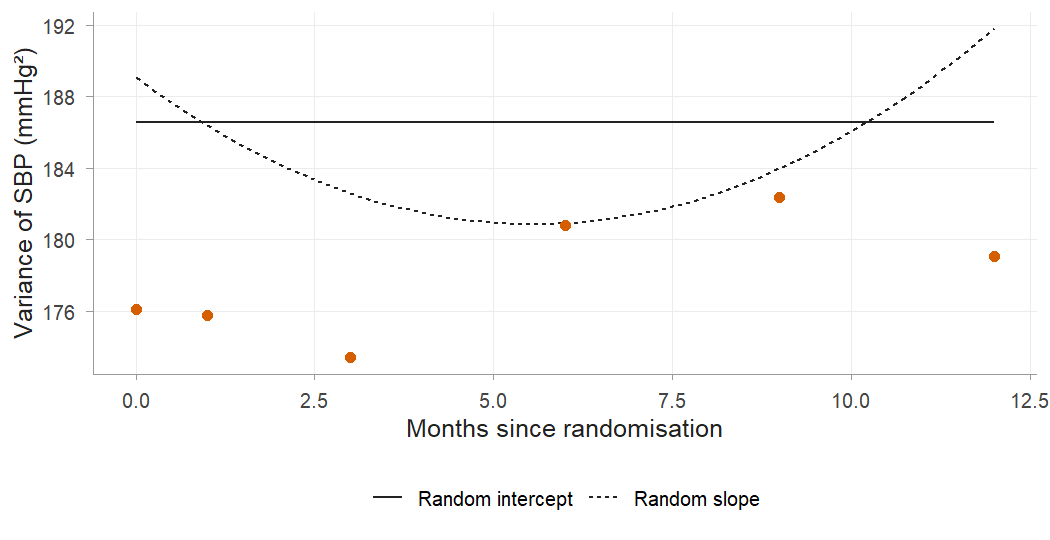 Variance of SBP (mmHg²)
192
188
184
180
176
0.0 2.5 5.0 7.5 10.0 12.5
Months since randomisation
Random intercept Random slope